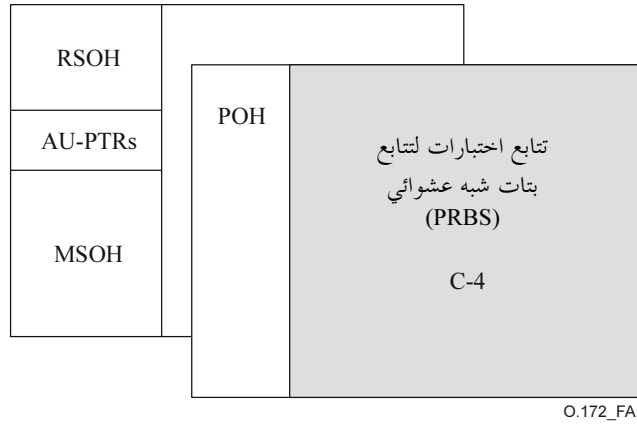 RSOH
AU-PTRs
MSOH
POH
تتابع اختبارات لتتابع
بتات شبه عشوائي
(PRBS)
C-4
O.172_FA